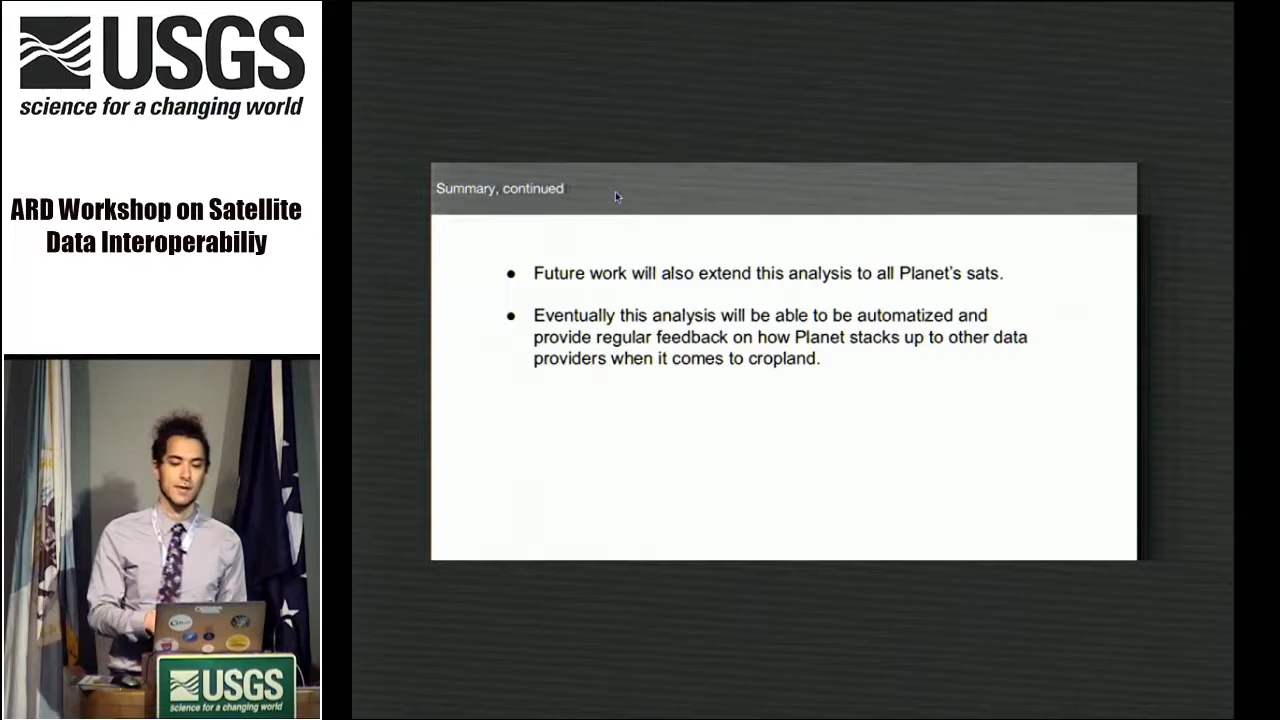 USGS
science for a changing world
ARD Workshop on Satellite
Data Interoperabiliy
Summary, continued
● Future work will also extend this analysis to all Planet's sats.
● Eventually this analysis will be able to be automatized and
provide regular feedback on how Planet stacks up to other data
providers when it comes to cropland.
USGS
science for a changing world